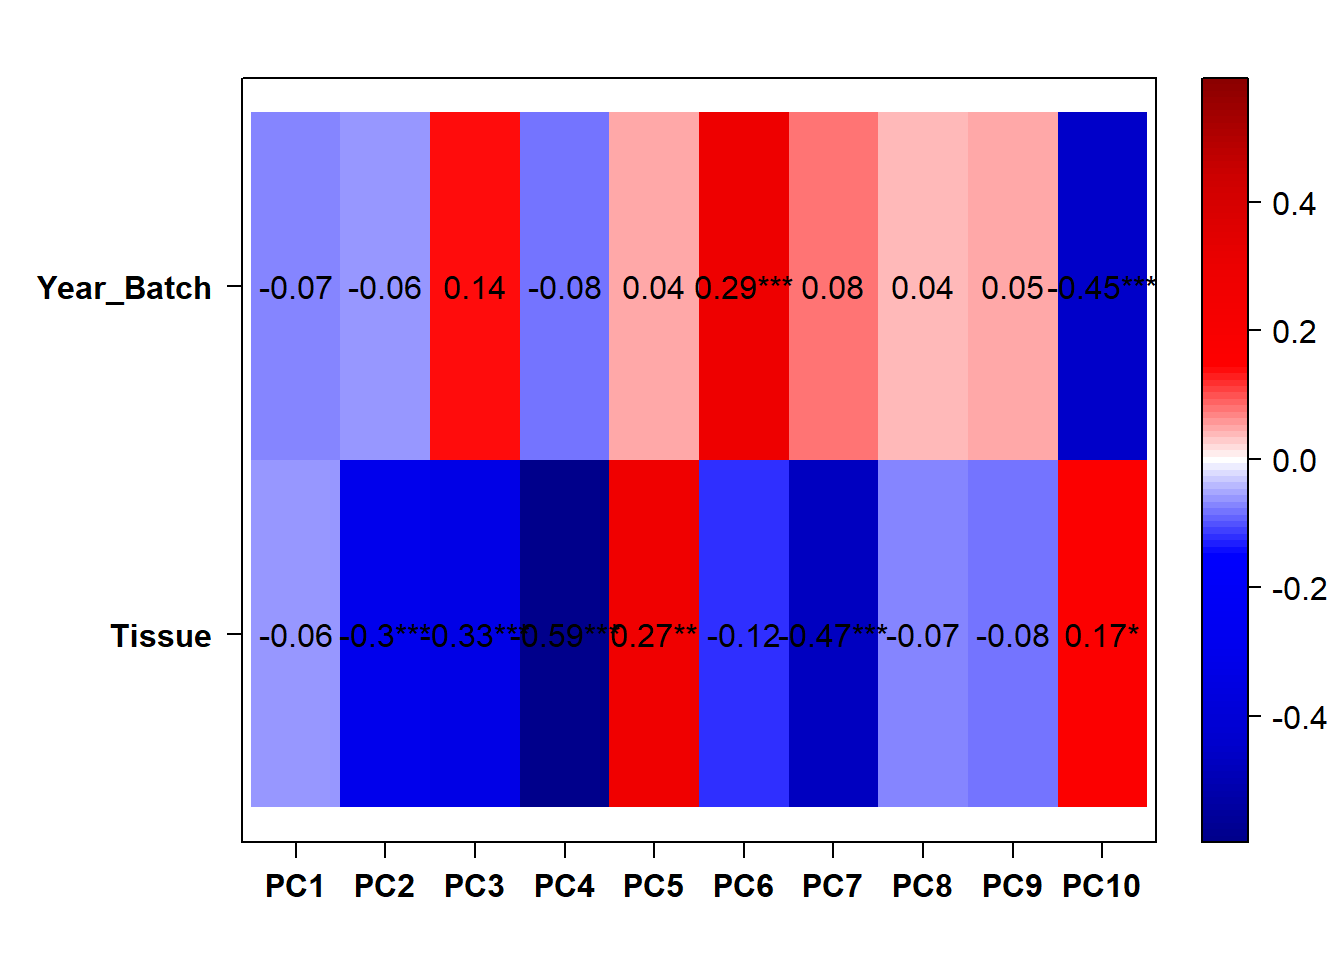 Year_Batch -0.07 -0.06 0.14 -0.08 0.04 0.29*** 0.08 0.04 0.05 -0.45***
Tissue -0.06 -0.3*** -0.33*** -0.59*** 0.27** -0.12 -0.47*** -0.07 -0.08 0.17*
PC1 PC2 PC3 PC4 PC5 PC6 PC7 PC8 PC9 PC10
0.4
0.2
0.0
-0.2
-0.4